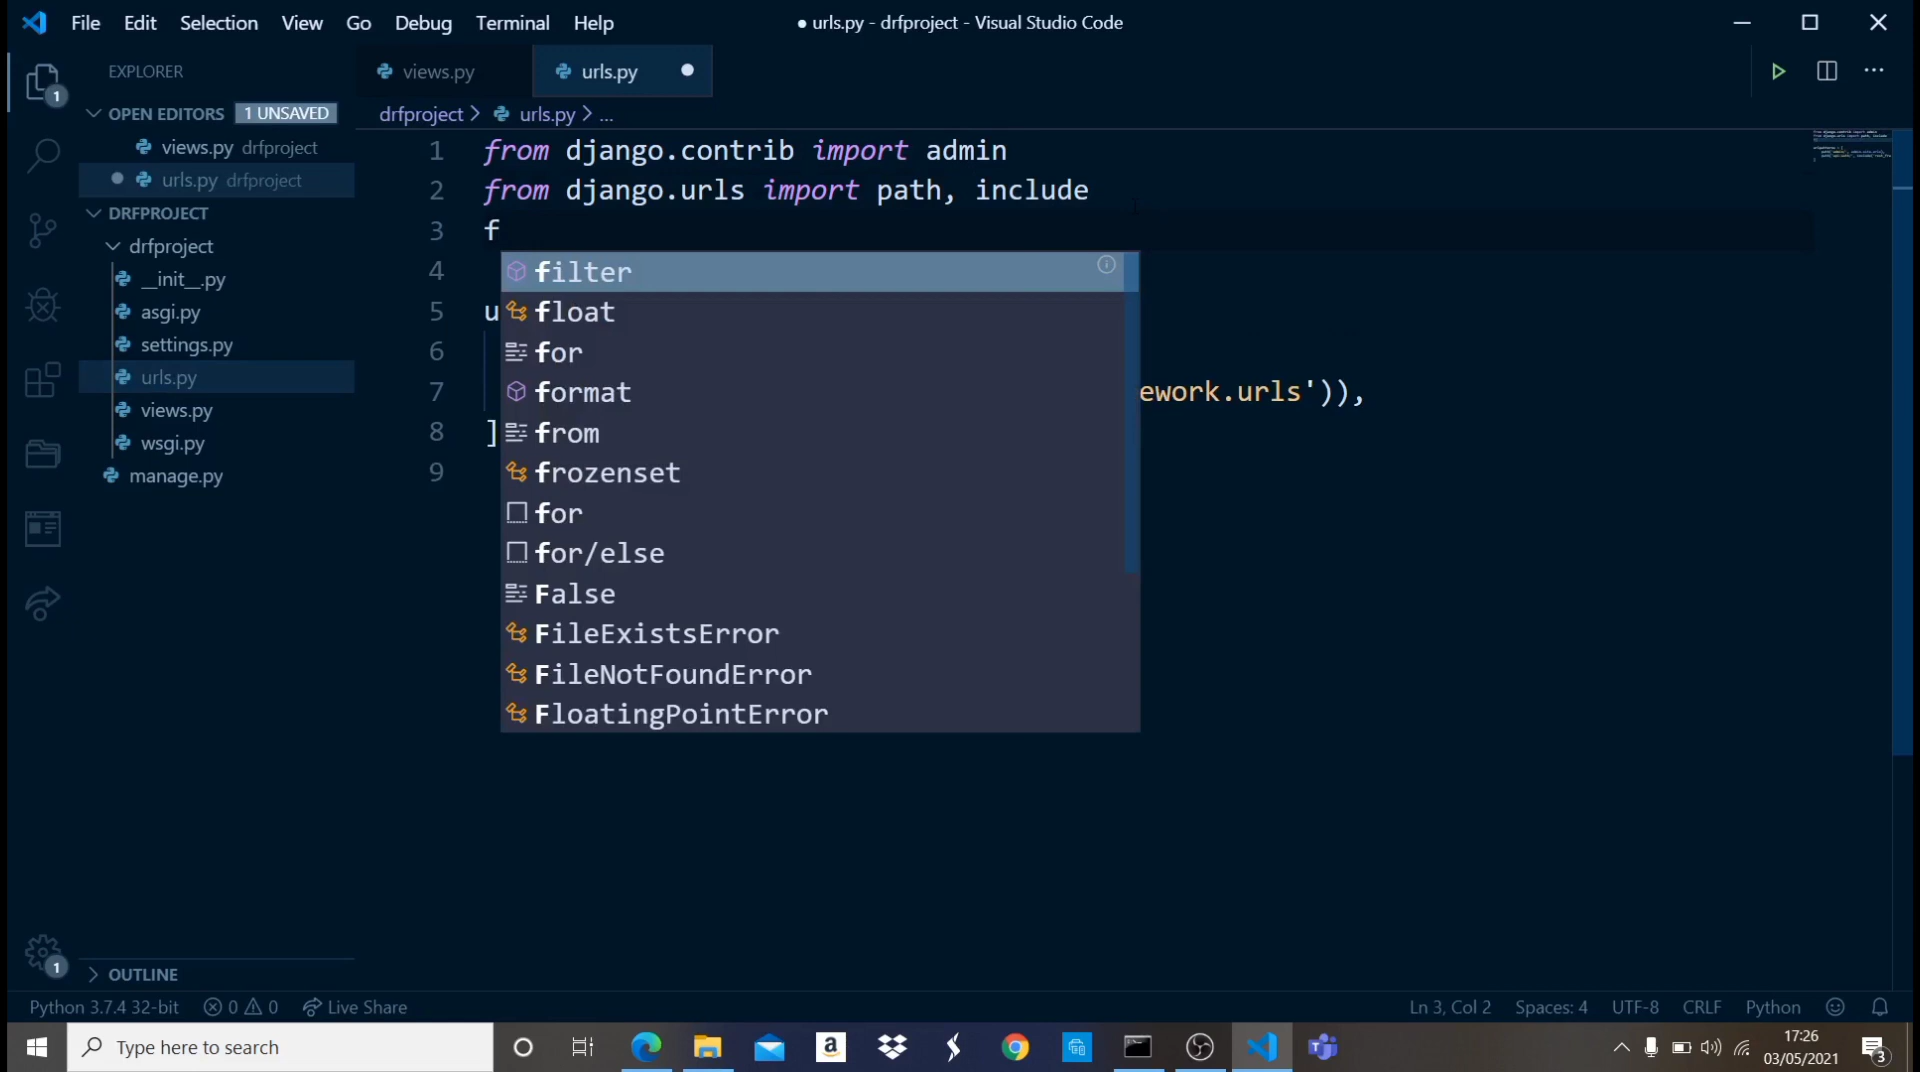 File Edit Selection View Go Debug Terminal Help
● urls.py - drfproject - Visual Studio Code
EXPLORER
OPEN EDITORS 1 UNSAVED
views.py drfproject
urls.py drfproject
DRFPROJECT
drfproject
__init__.py
asgi.py
settings.py
urls.py
views.py
wsgi.py
manage.py
OUTLINE
views.py
urls.py
drfproject > urls.py > ...
1 from django.contrib import admin
2 from django.urls import path, include
3 f
4
5 u
6
7 ework.urls')),
8 ]
9
filter
float
for
format
from
frozenset
for
for/else
False
FileExistsError
FileNotFoundError
FloatingPointError
1
1
Python 3.7.4 32-bit 0 0 Live Share
Ln 3, Col 2 Spaces: 4 UTF-8 CRLF Python
Type here to search
a
17:26
03/05/2021
3